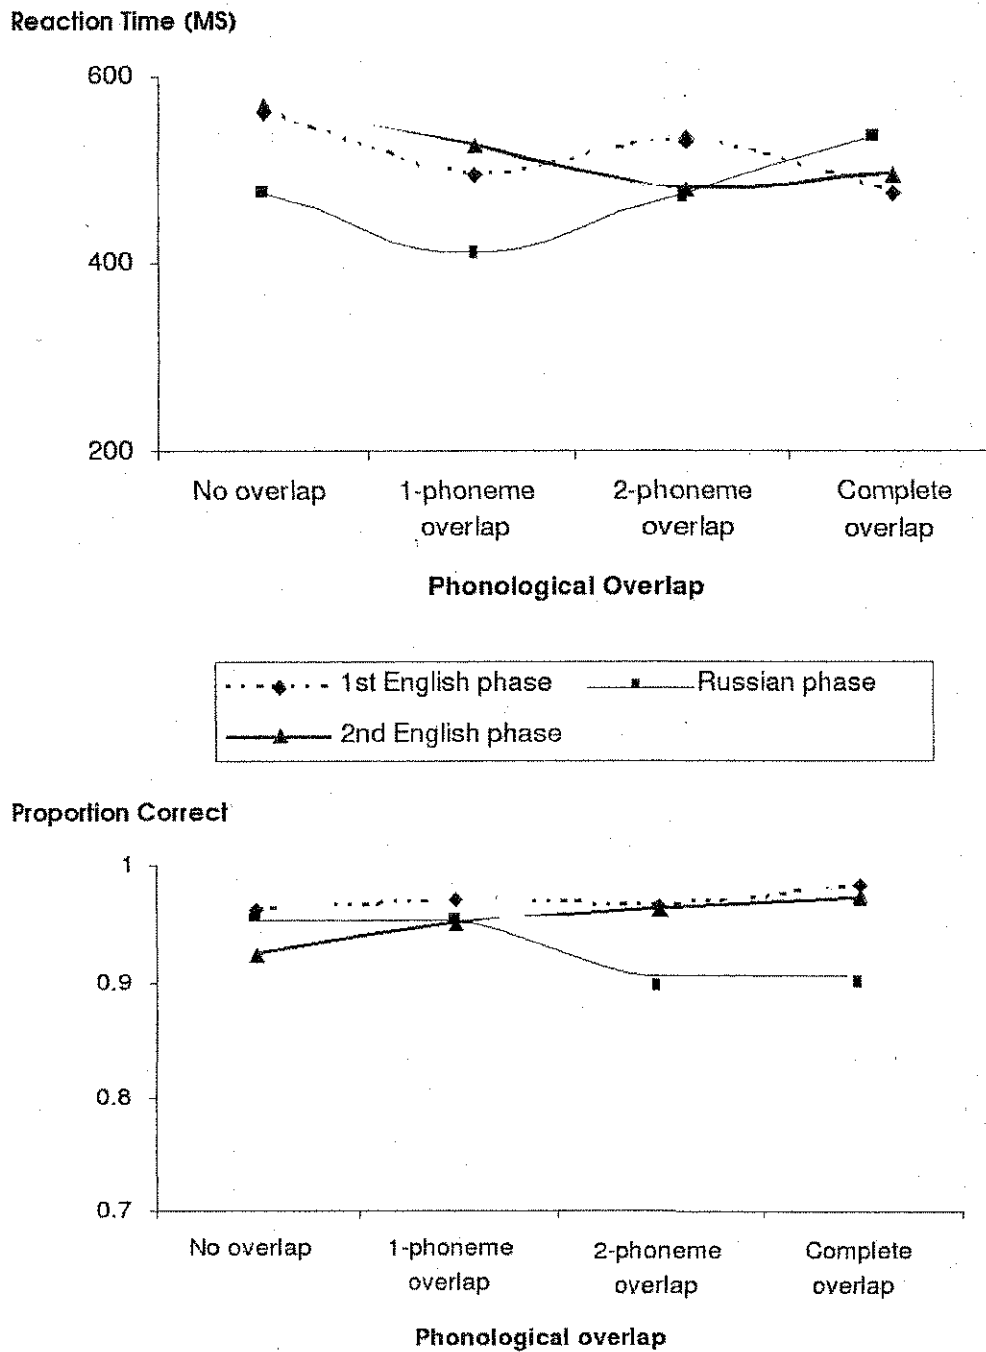 Reaction Time (MS)
600
400
200
No overlap 1-phoneme 2-phoneme Complete
overlap overlap overlap
Phonological Overlap
1st English phase Russian phase
2nd English phase
Proportion Correct
1
0.9
0.8
0.7
No overlap 1-phoneme 2-phoneme Complete
overlap overlap overlap
Phonological overlap